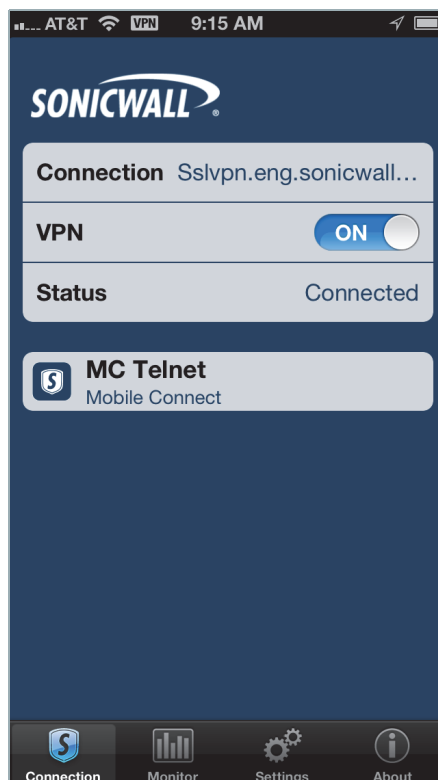 AT&T VPN 9:15 AM
SONICWALL
Connection Sslvpn.eng.sonicwall...
VPN ON
Status Connected
S MC Telnet
Mobile Connect
S
Connection Monitor Settings About